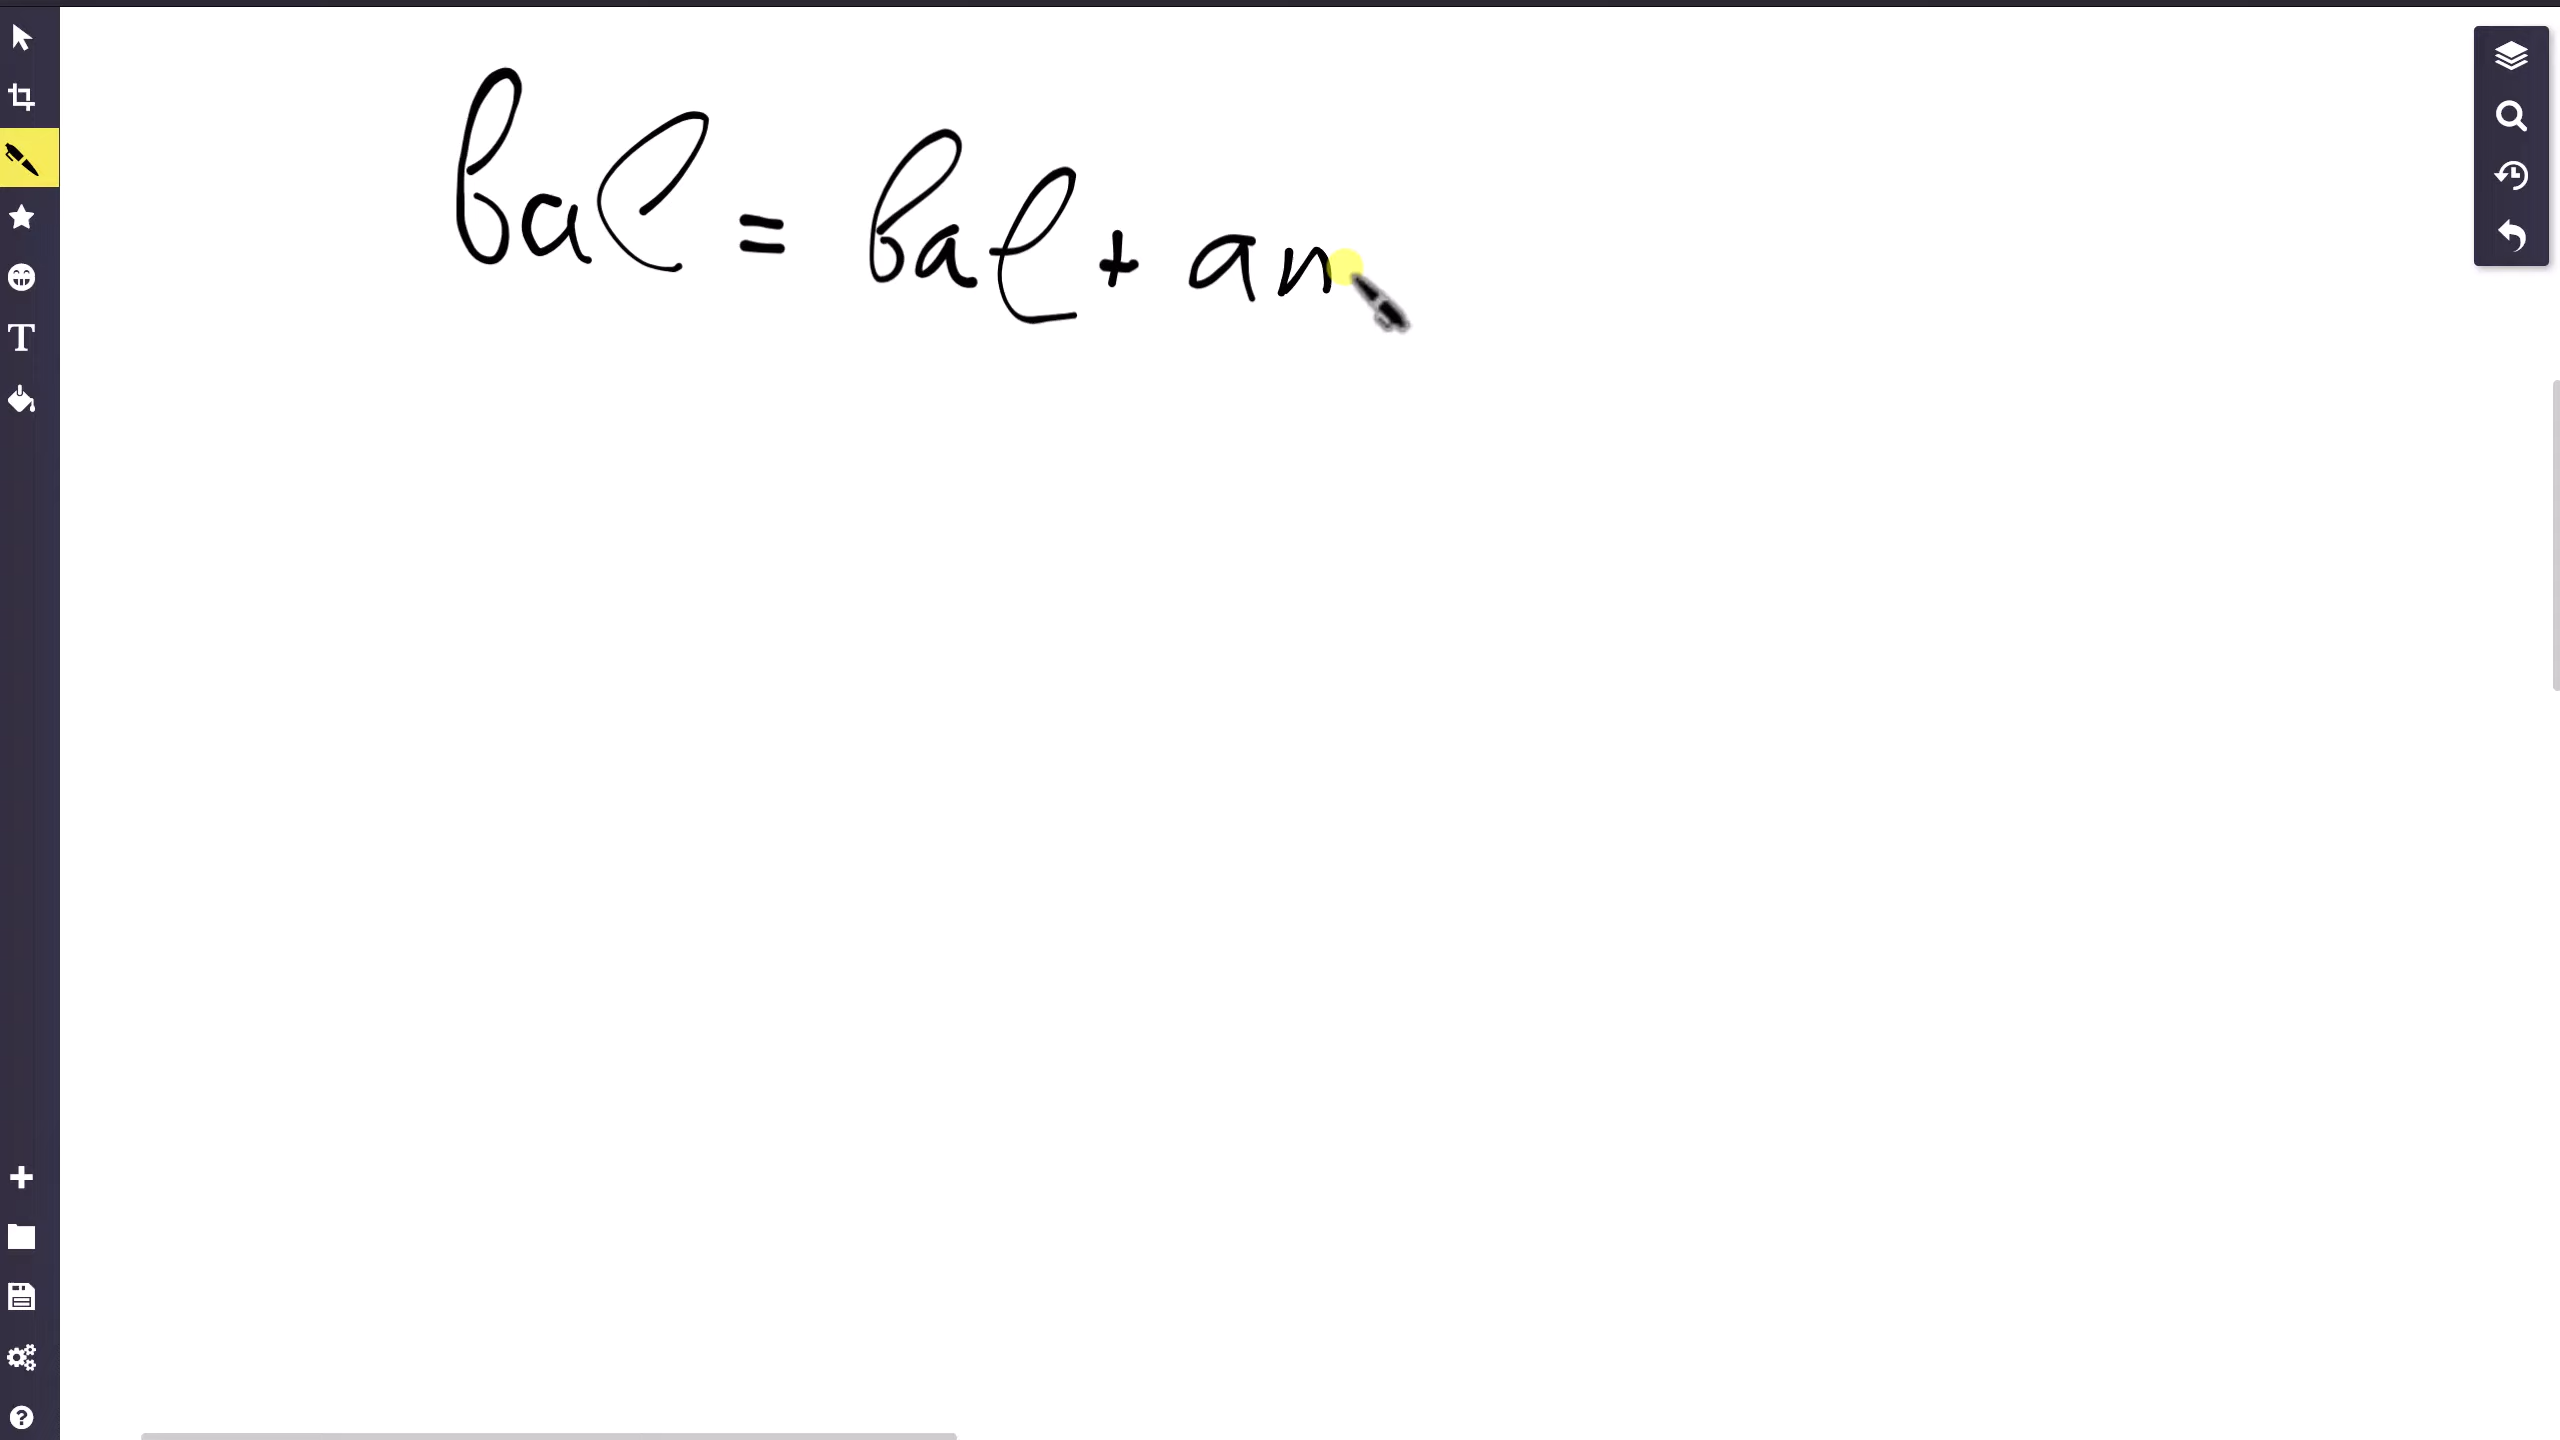 bal = bal + an